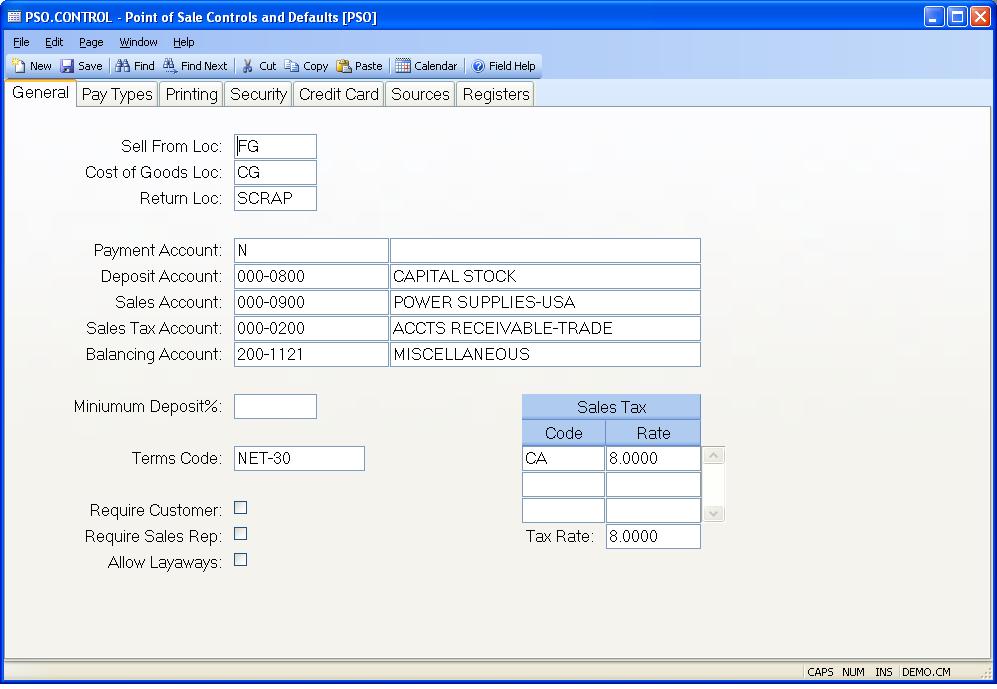 PSO.CONTROL - Point of Sale Controls and Defaults [PSO]
File Edit Page Window Help
New Save Find Find Next Cut Copy Paste Calendar Field Help
General Pay Types Printing Security Credit Card Sources Registers
Sell From Loc: FG
Cost of Goods Loc: CG
Return Loc: SCRAP
Payment Account: N
Deposit Account: 000-0800 CAPITAL STOCK
Sales Account: 000-0900 POWER SUPPLIES-USA
Sales Tax Account: 000-0200 ACCTS RECEIVABLE-TRADE
Balancing Account: 200-1121 MISCELLANEOUS
Miniumum Deposit%:
Sales Tax
Code Rate
Terms Code: NET-30
CA 8.0000
Require Customer:
Require Sales Rep:
Tax Rate: 8.0000
Allow Layaways:
CAPS NUM INS DEMO.CM